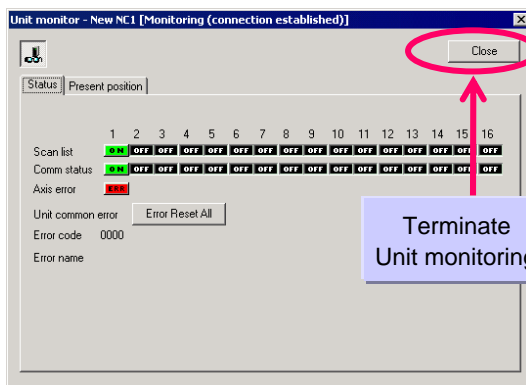 Unit monitor - New NC1 [Monitoring (connection established)]
Close
Status Present position
1 2 3 4 5 6 7 8 9 10 11 12 13 14 15 16
Scan list ON OFF OFF OFF OFF OFF OFF OFF OFF OFF OFF OFF OFF OFF OFF OFF
Comm status ON OFF OFF OFF OFF OFF OFF OFF OFF OFF OFF OFF OFF OFF OFF OFF
Axis error ERR
Unit common error Error Reset All
Error code 0000
Error name
Terminate
Unit monitoring